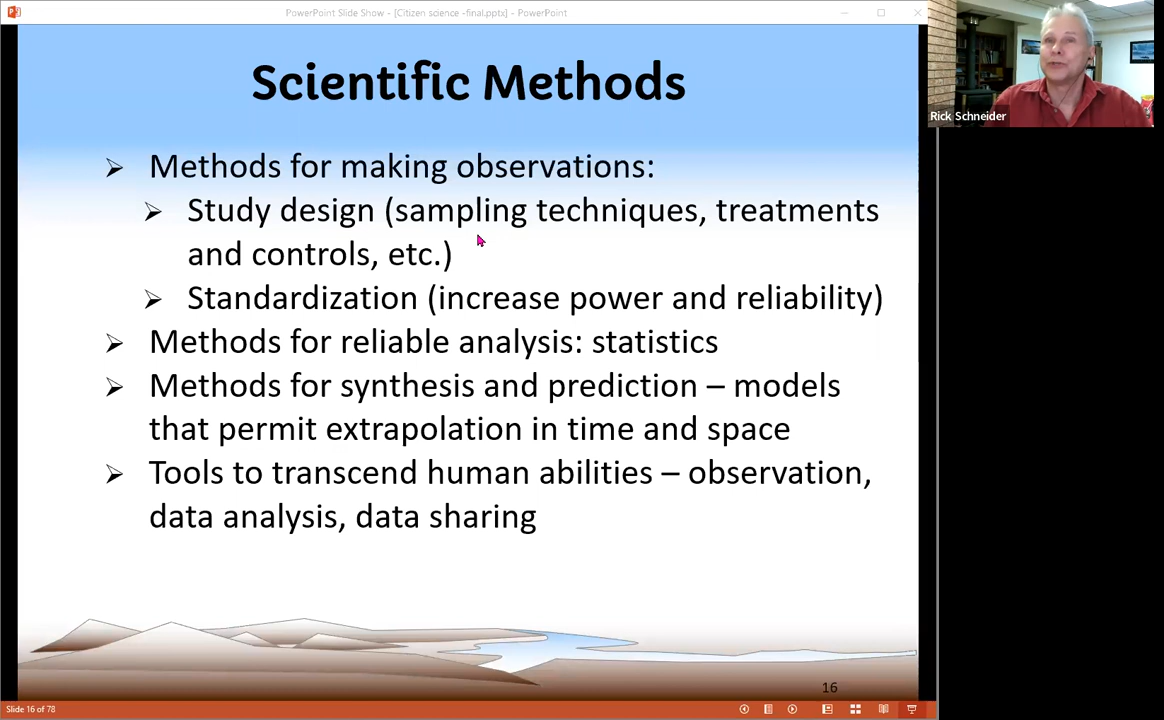 PowerPoint Slide Show - [Citizen science -final.pptx] - PowerPoint
Scientific Methods
Rick Schneider
➢ Methods for making observations:
➢ Study design (sampling techniques, treatments
and controls, etc.)
➢ Standardization (increase power and reliability)
➢ Methods for reliable analysis: statistics
➢ Methods for synthesis and prediction – models
that permit extrapolation in time and space
➢ Tools to transcend human abilities – observation,
data analysis, data sharing
16
Slide 16 of 78